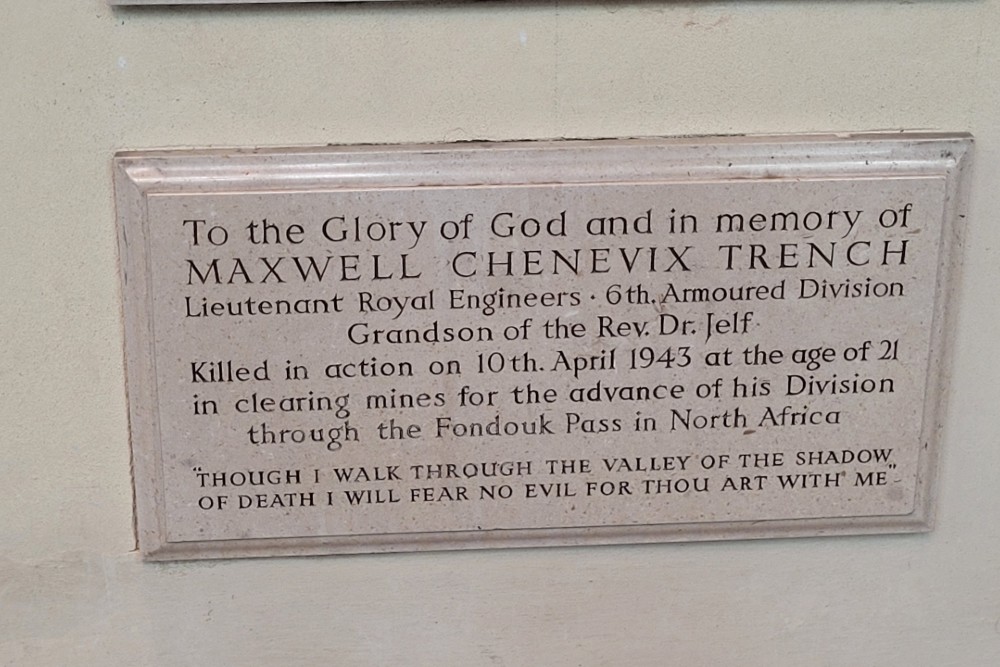 To the Glory of God and in memory of
MAXWELL CHENEVIX TRENCH
Lieutenant Royal Engineers · 6th. Armoured Division
Grandson of the Rev. Dr. Jelf
Killed in action on 10th. April 1943 at the age of 21
in clearing mines for the advance of his Division
through the Fondouk Pass in North Africa
"THOUGH I WALK THROUGH THE VALLEY OF THE SHADOW
OF DEATH I WILL FEAR NO EVIL FOR THOU ART WITH ME"